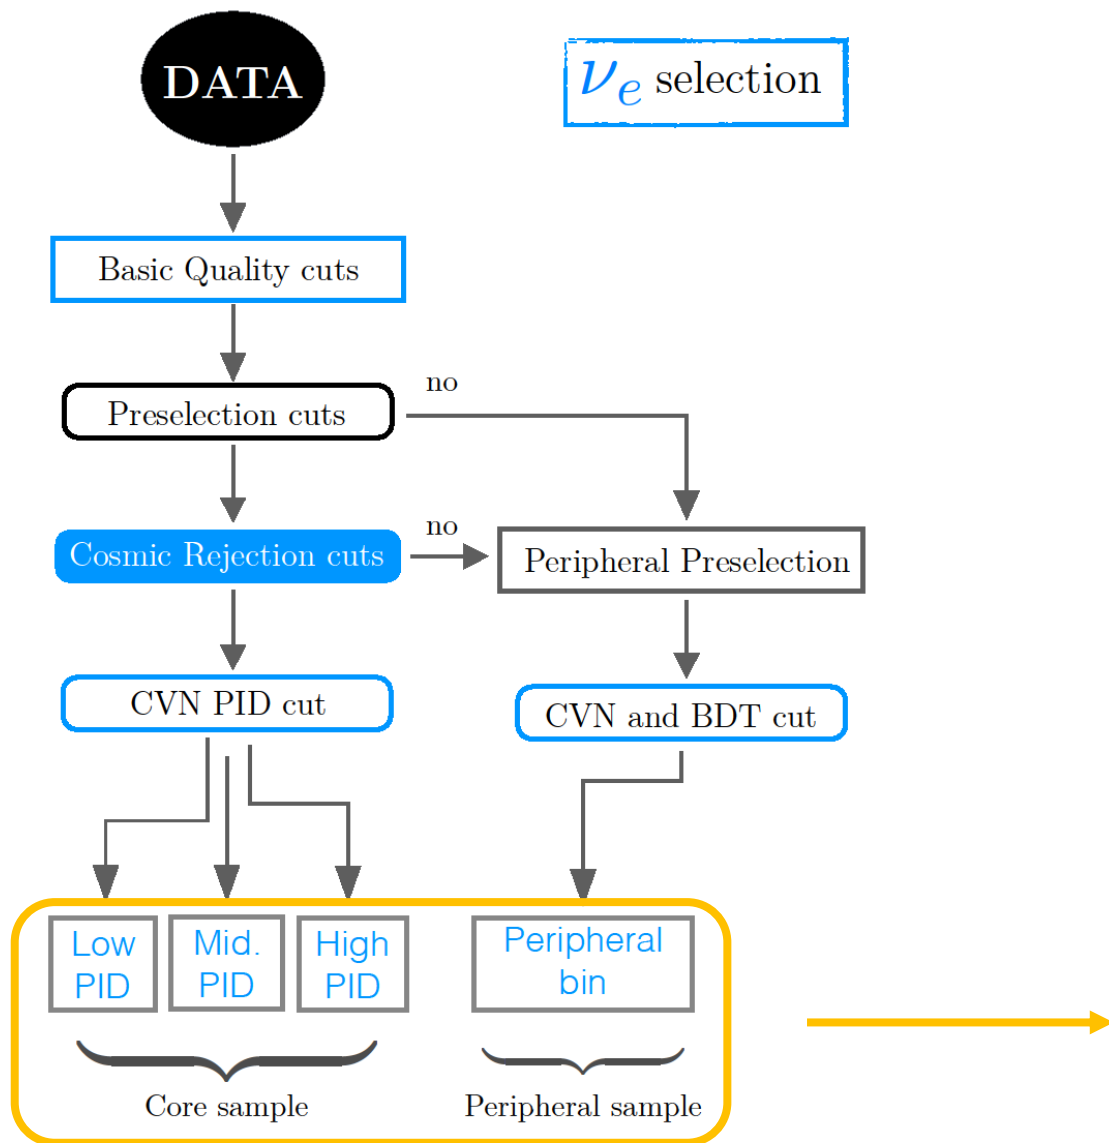 DATA
ν_e selection
Basic Quality cuts
no
Preselection cuts
no
Cosmic Rejection cuts
Peripheral Preselection
CVN PID cut
CVN and BDT cut
Low
PID
Mid.
PID
High
PID
Peripheral
bin
Core sample
Peripheral sample